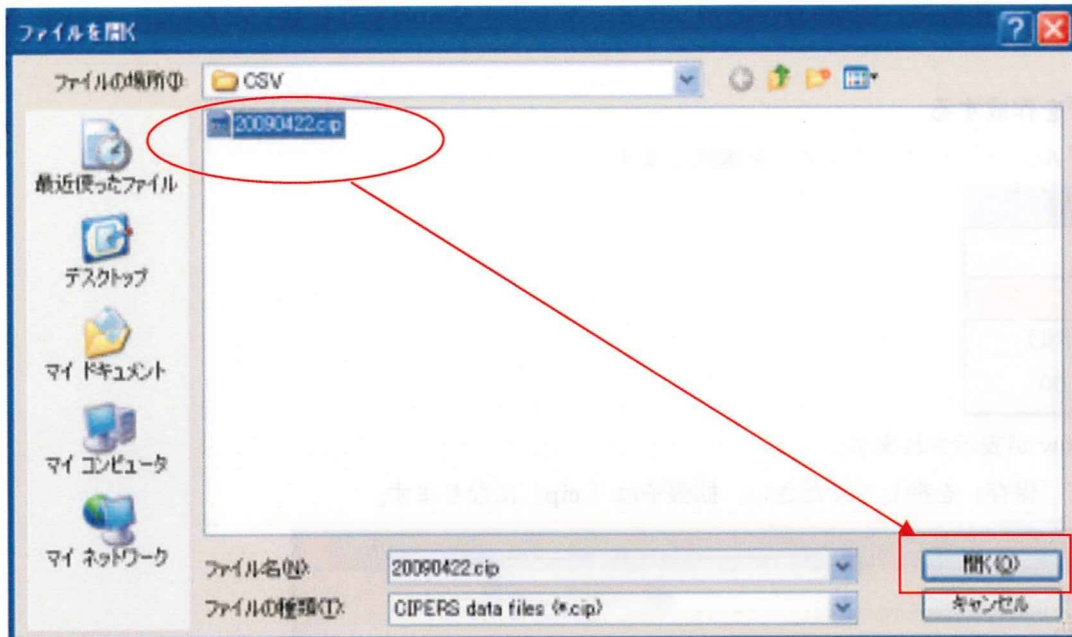 ファイルを開く
ファイルの場所(I):
CSV
20090422.cip
最近使ったファイル
デスクトップ
マイ ドキュメント
マイ コンピュータ
マイ ネットワーク
ファイル名(N):
20090422.cip
開く(O)
ファイルの種類(T):
CIPERS data files (*.cip)
キャンセル